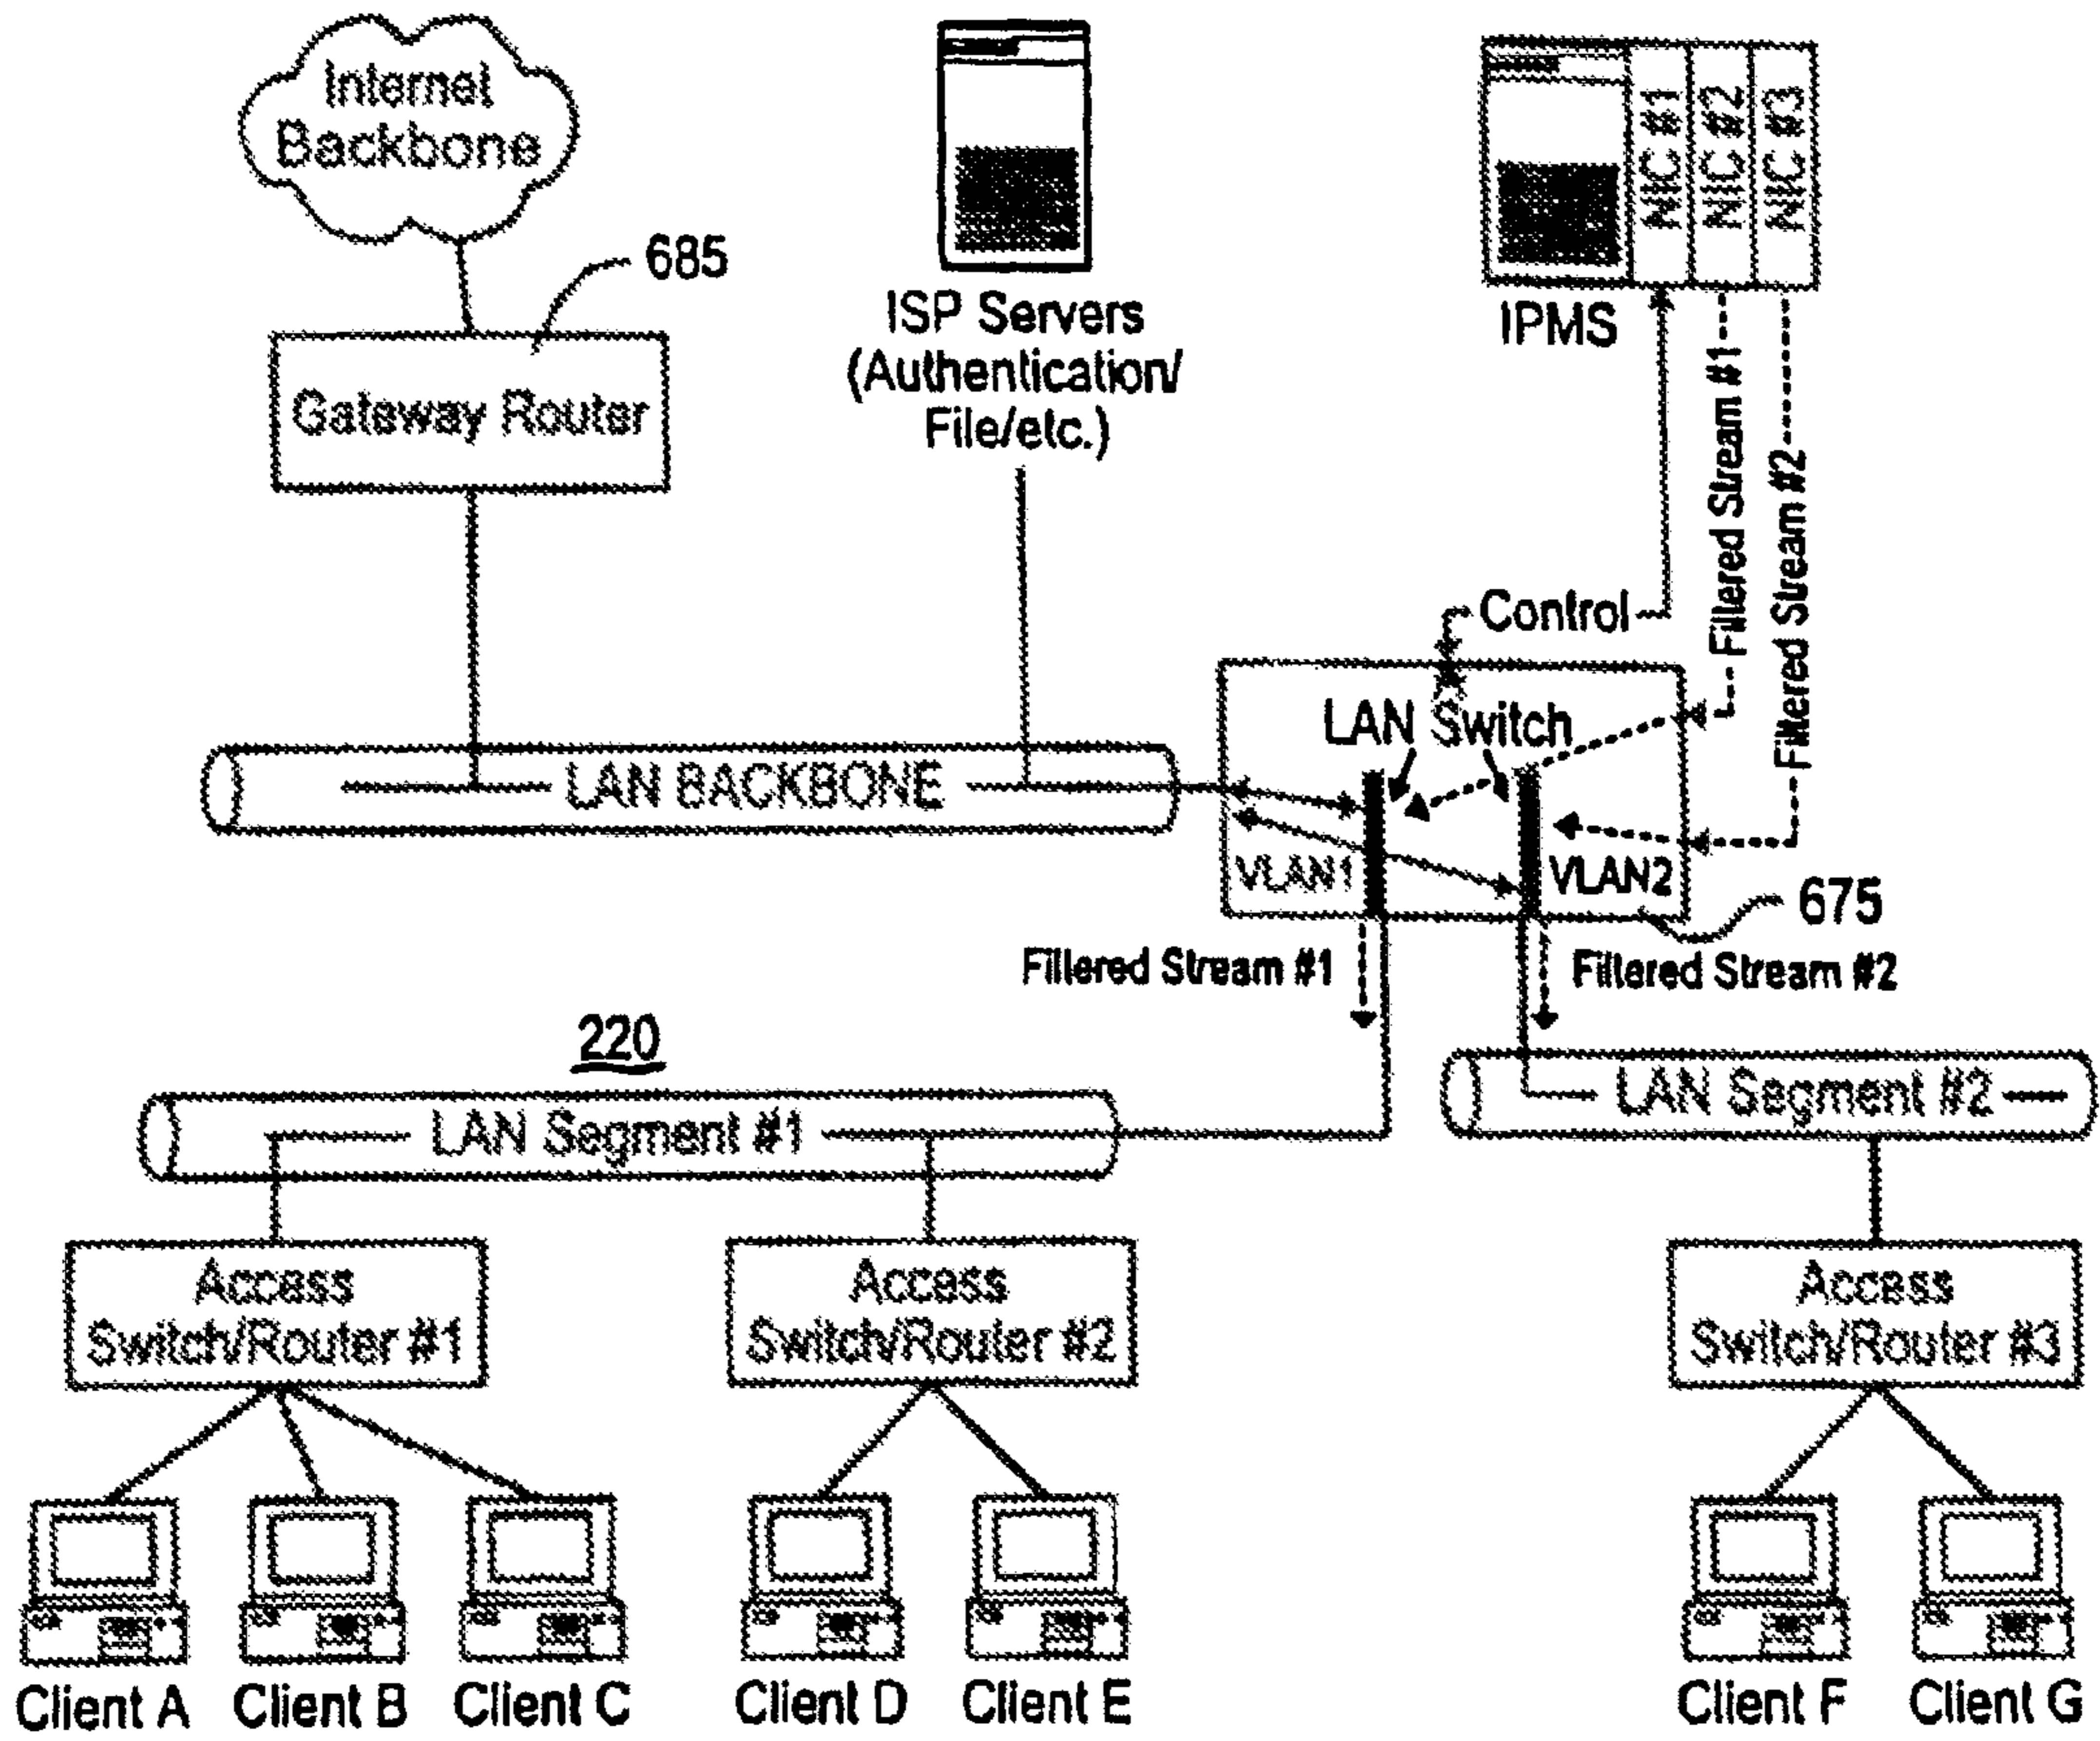 Internet
Backbone
685
Gateway Router
ISP Servers
(Authentication/
File/etc.)
IPMS
NIC #1
NIC #2
NIC #3
Filtered Stream #1
Filtered Stream #2
Control
LAN Switch
LAN BACKBONE
VLAN1
VLAN2
675
Filtered Stream #1
Filtered Stream #2
220
LAN Segment #1
LAN Segment #2
Access
Switch/Router #1
Access
Switch/Router #2
Access
Switch/Router #3
Client A
Client B
Client C
Client D
Client E
Client F
Client G